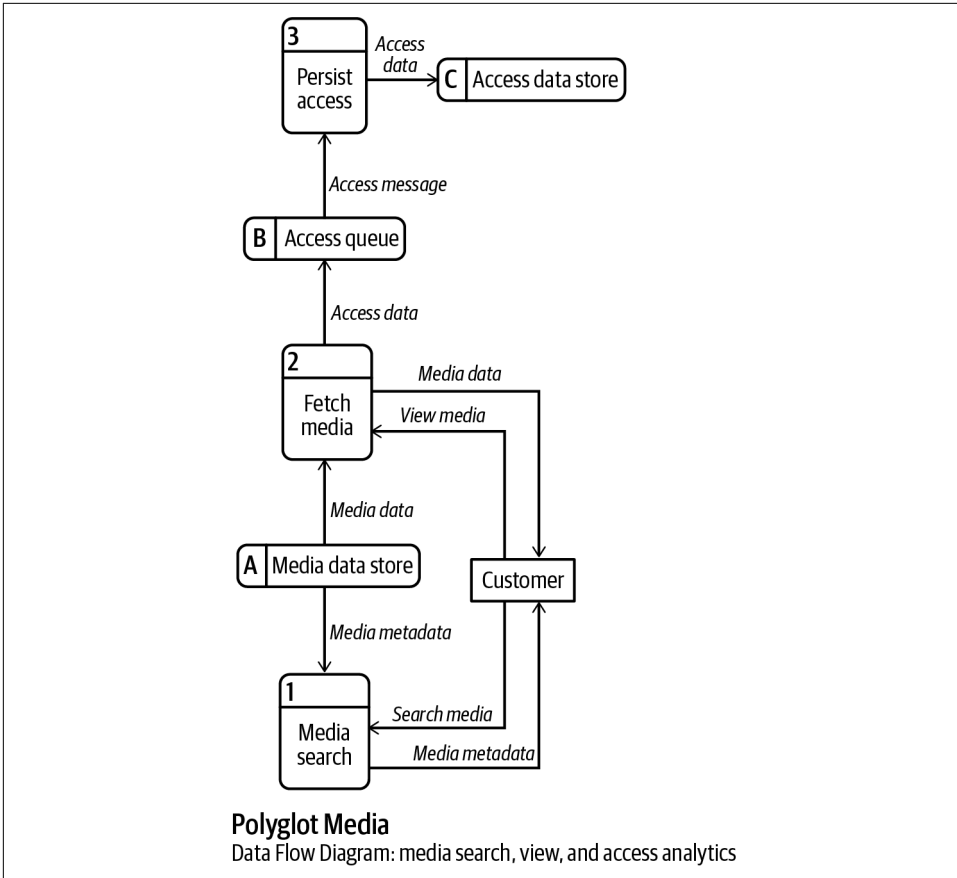 3
Persist
access
Access
data
C Access data store
Access message
B Access queue
Access data
2
Fetch
media
Media data
View media
Media data
A Media data store
Customer
Media metadata
1
Media
search
Search media
Media metadata
Polyglot Media
Data Flow Diagram: media search, view, and access analytics